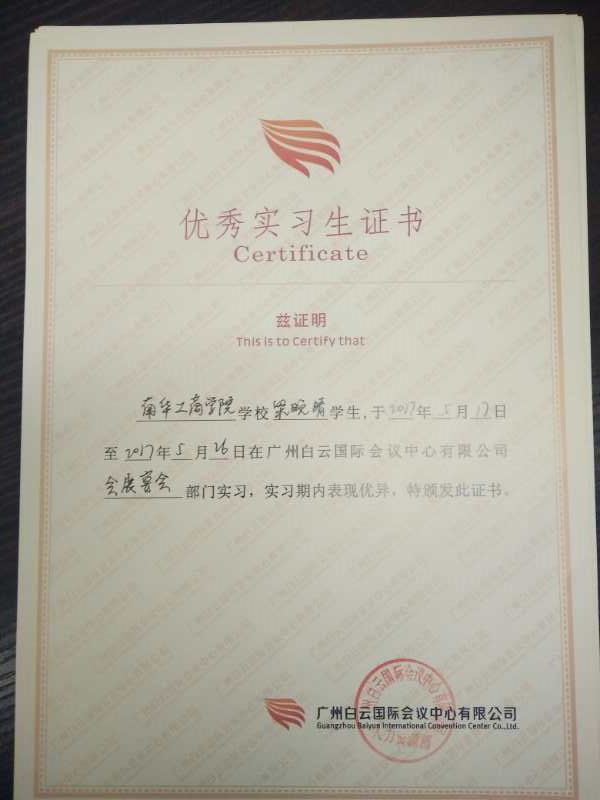 优秀实习生证书
Certificate
兹证明
This is to Certify that
南华工商学院学校梁晓晴学生,于2017年5月17日
至2017年5月26日在广州白云国际会议中心有限公司
会展宴会部门实习,实习期内表现优异,特颁发此证书。
广州白云国际会议中心有限公司
Guangzhou Baiyun International Convention Center Co.,Ltd.